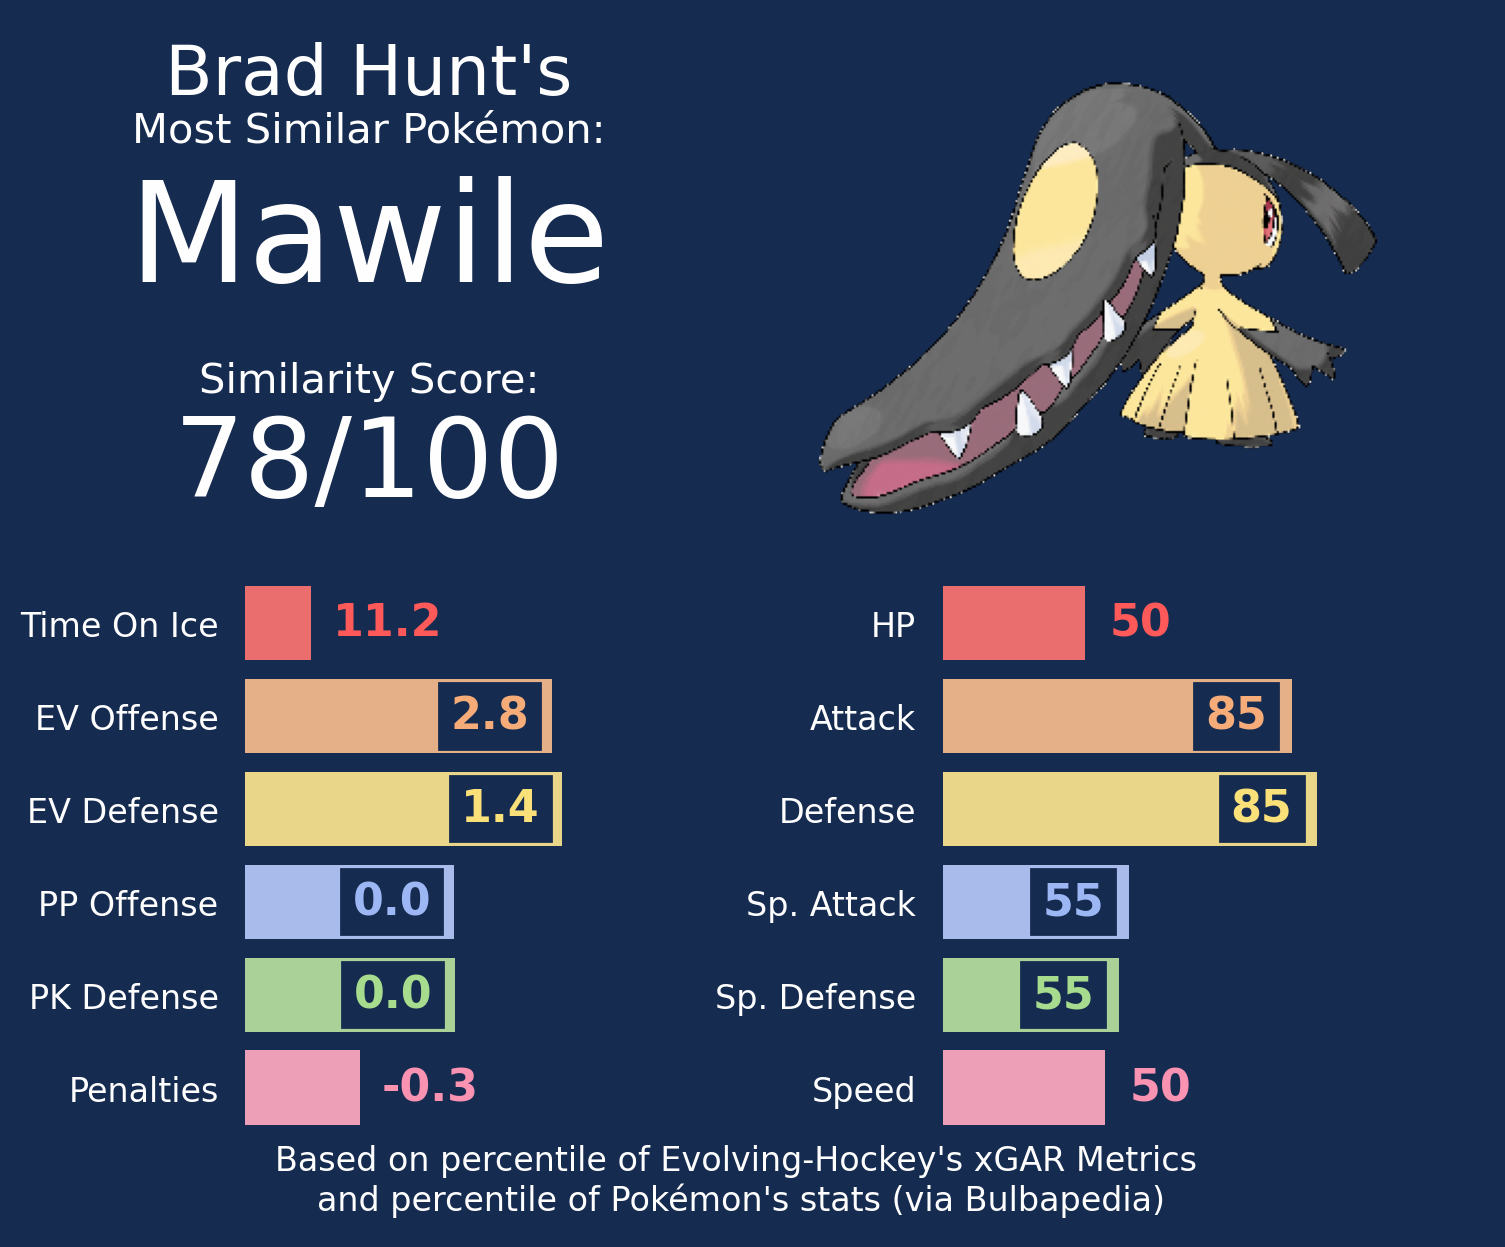 Brad Hunt's
Most Similar Pokémon:
Mawile
Similarity Score:
78/100
Time On Ice 11.2
EV Offense 2.8
EV Defense 1.4
PP Offense 0.0
PK Defense 0.0
Penalties -0.3
HP 50
Attack 85
Defense 85
Sp. Attack 55
Sp. Defense 55
Speed 50
Based on percentile of Evolving-Hockey's xGAR Metrics
and percentile of Pokémon's stats (via Bulbapedia)